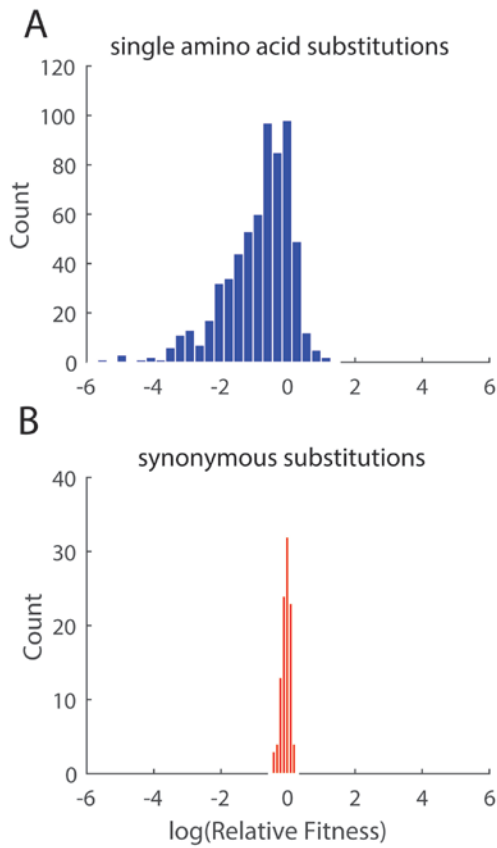 A
single amino acid substitutions
120
100
80
60
40
20
0
Count
-6 -4 -2 0 2 4 6
B
synonymous substitutions
40
30
20
10
0
Count
-6 -4 -2 0 2 4 6
log(Relative Fitness)